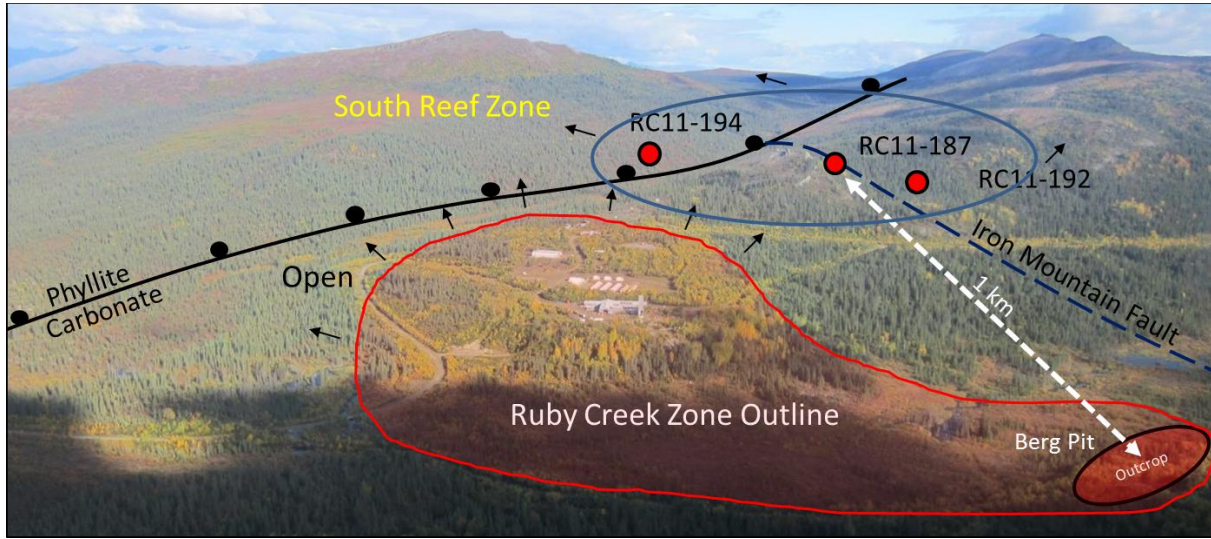 South Reef Zone
RC11-194
RC11-187
RC11-192
Iron Mountain Fault
1 km
Phyllite
Carbonate
Open
Ruby Creek Zone Outline
Berg Pit
Outcrop